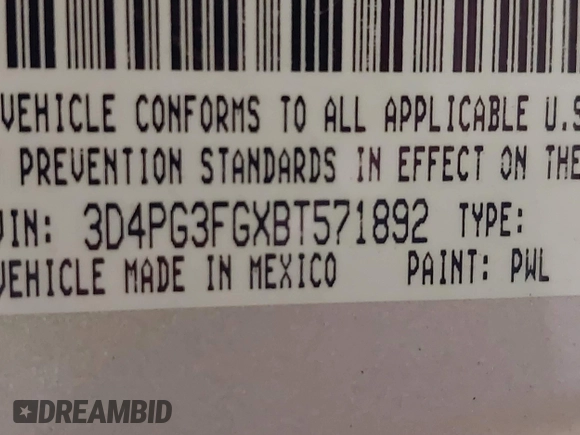 VEHICLE CONFORMS TO ALL APPLICABLE U.S
PREVENTION STANDARDS IN EFFECT ON THE
VIN: 3D4PG3FGXBT571892 TYPE:
VEHICLE MADE IN MEXICO PAINT: PWL
DREAMBID